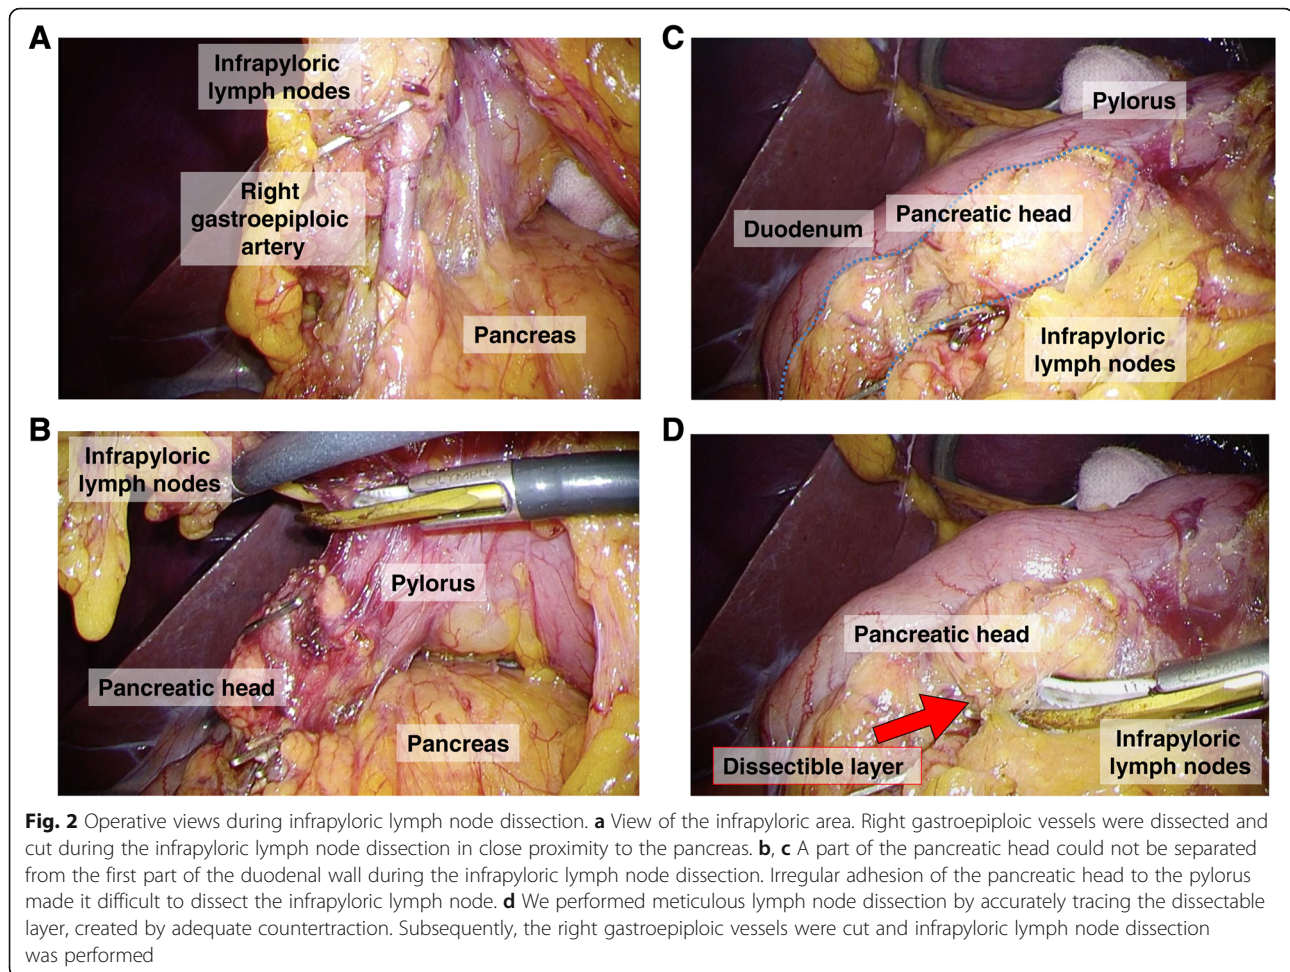 A
Infrapyloric
lymph nodes
Right
gastroepiploic
artery
Pancreas
B
Infrapyloric
lymph nodes
OLYMPU
Pylorus
Pancreatic head
Pancreas
C
Pylorus
Pancreatic head
Duodenum
Infrapyloric
lymph nodes
D
Pancreatic head
Dissectible layer
Infrapyloric
lymph nodes
Fig. 2 Operative views during infrapyloric lymph node dissection. a View of the infrapyloric area. Right gastroepiploic vessels were dissected and
cut during the infrapyloric lymph node dissection in close proximity to the pancreas. b, c A part of the pancreatic head could not be separated
from the first part of the duodenal wall during the infrapyloric lymph node dissection. Irregular adhesion of the pancreatic head to the pylorus
made it difficult to dissect the infrapyloric lymph node. d We performed meticulous lymph node dissection by accurately tracing the dissectable
layer, created by adequate countertraction. Subsequently, the right gastroepiploic vessels were cut and infrapyloric lymph node dissection
was performed